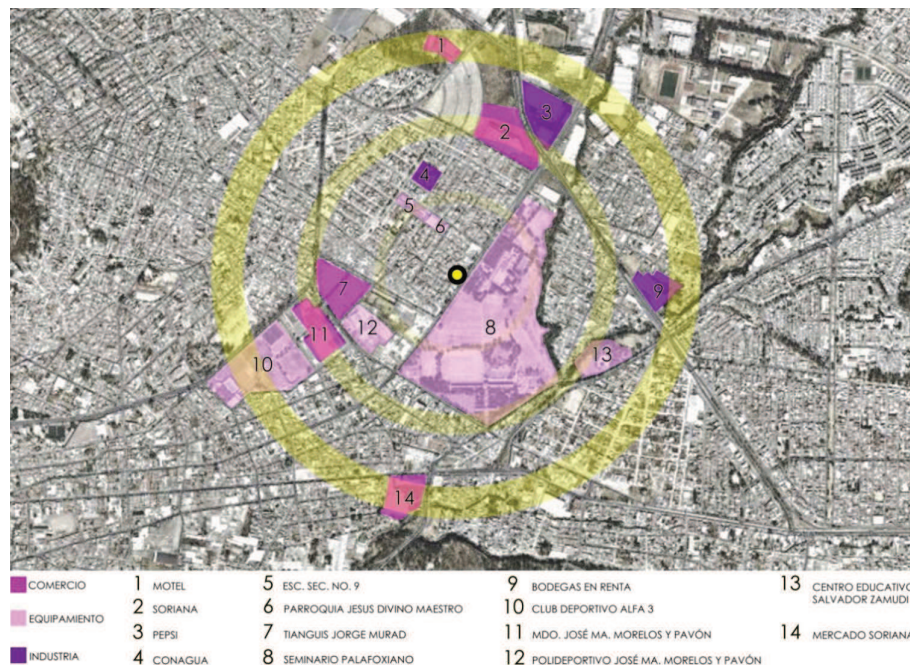 1
2
3
4
5
6
7
8
9
10
11
12
13
14
COMERCIO
EQUIPAMIENTO
INDUSTRIA
1 MOTEL
2 SORIANA
3 PEPSI
4 CONAGUA
5 ESC. SEC. NO. 9
6 PARROQUIA JESUS DIVINO MAESTRO
7 TIANGUIS JORGE MURAD
8 SEMINARIO PALAFOXIANO
9 BODEGAS EN RENTA
10 CLUB DEPORTIVO ALFA 3
11 MDO. JOSÉ MA. MORELOS Y PAVÓN
12 POLIDEPORTIVO JOSÉ MA. MORELOS Y PAVÓN
13 CENTRO EDUCATIVO
SALVADOR ZAMUDI
14 MERCADO SORIANA